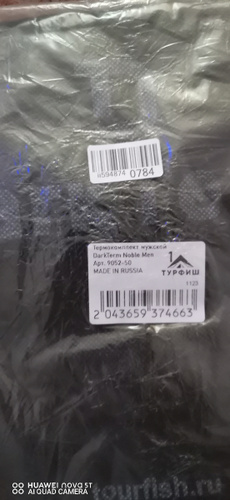 4594874 0784
Термокомплект мужской
DarkTerm Noble Men
Арт. 9052-50
MADE IN RUSSIA
ТУРФИШ
1123
2 043659 374663
tourfish.ru
HUAWEI nova 5T
AI QUAD CAMERA